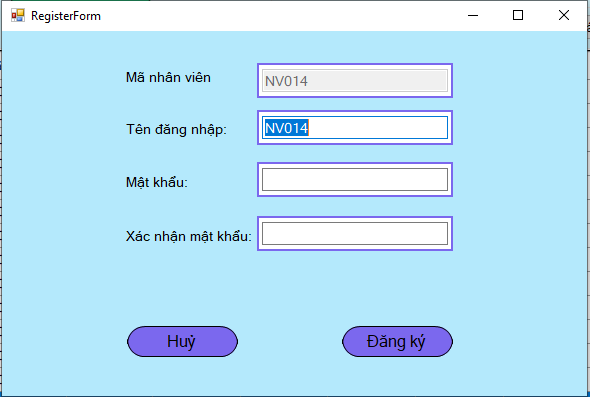 RegisterForm
Mã nhân viên
NV014
Tên đăng nhập:
NV014
Mật khẩu:
Xác nhận mật khẩu:
Huỷ
Đăng ký